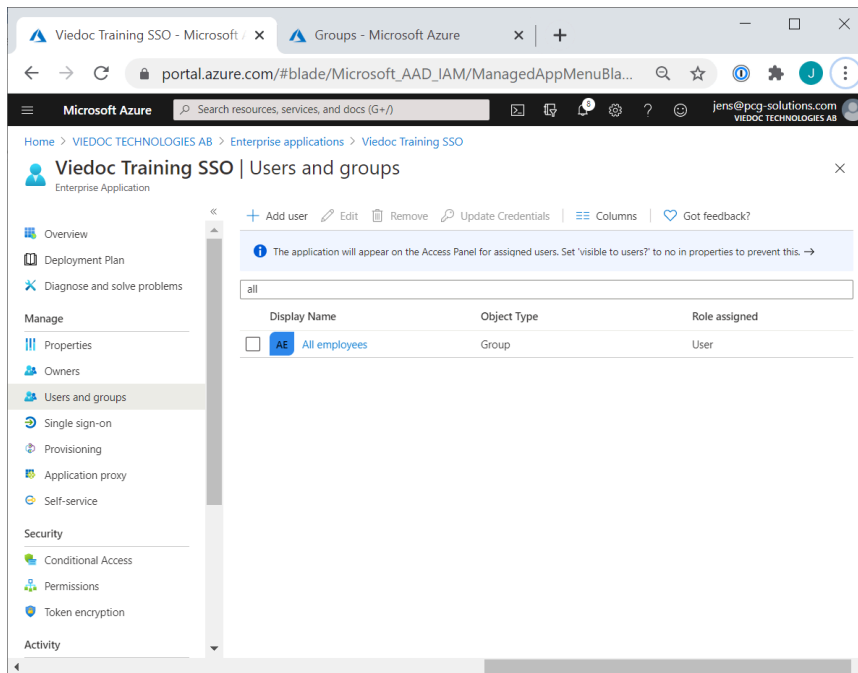 Viedoc Training SSO - Microsoft A
Groups - Microsoft Azure
portal.azure.com/#blade/Microsoft_AAD_IAM/ManagedAppMenuBla...
J
Microsoft Azure
Search resources, services, and docs (G+/)
8
jens@pcg-solutions.com
VIEDOC TECHNOLOGIES AB
Home > VIEDOC TECHNOLOGIES AB > Enterprise applications > Viedoc Training SSO
Viedoc Training SSO | Users and groups
Enterprise Application
Overview
Deployment Plan
Diagnose and solve problems
Manage
Properties
Owners
Users and groups
Single sign-on
Provisioning
Application proxy
Self-service
Security
Conditional Access
Permissions
Token encryption
Activity
Add user Edit Remove Update Credentials Columns Got feedback?
The application will appear on the Access Panel for assigned users. Set 'visible to users?' to no in properties to prevent this. →
all
Display Name Object Type Role assigned
AE All employees Group User